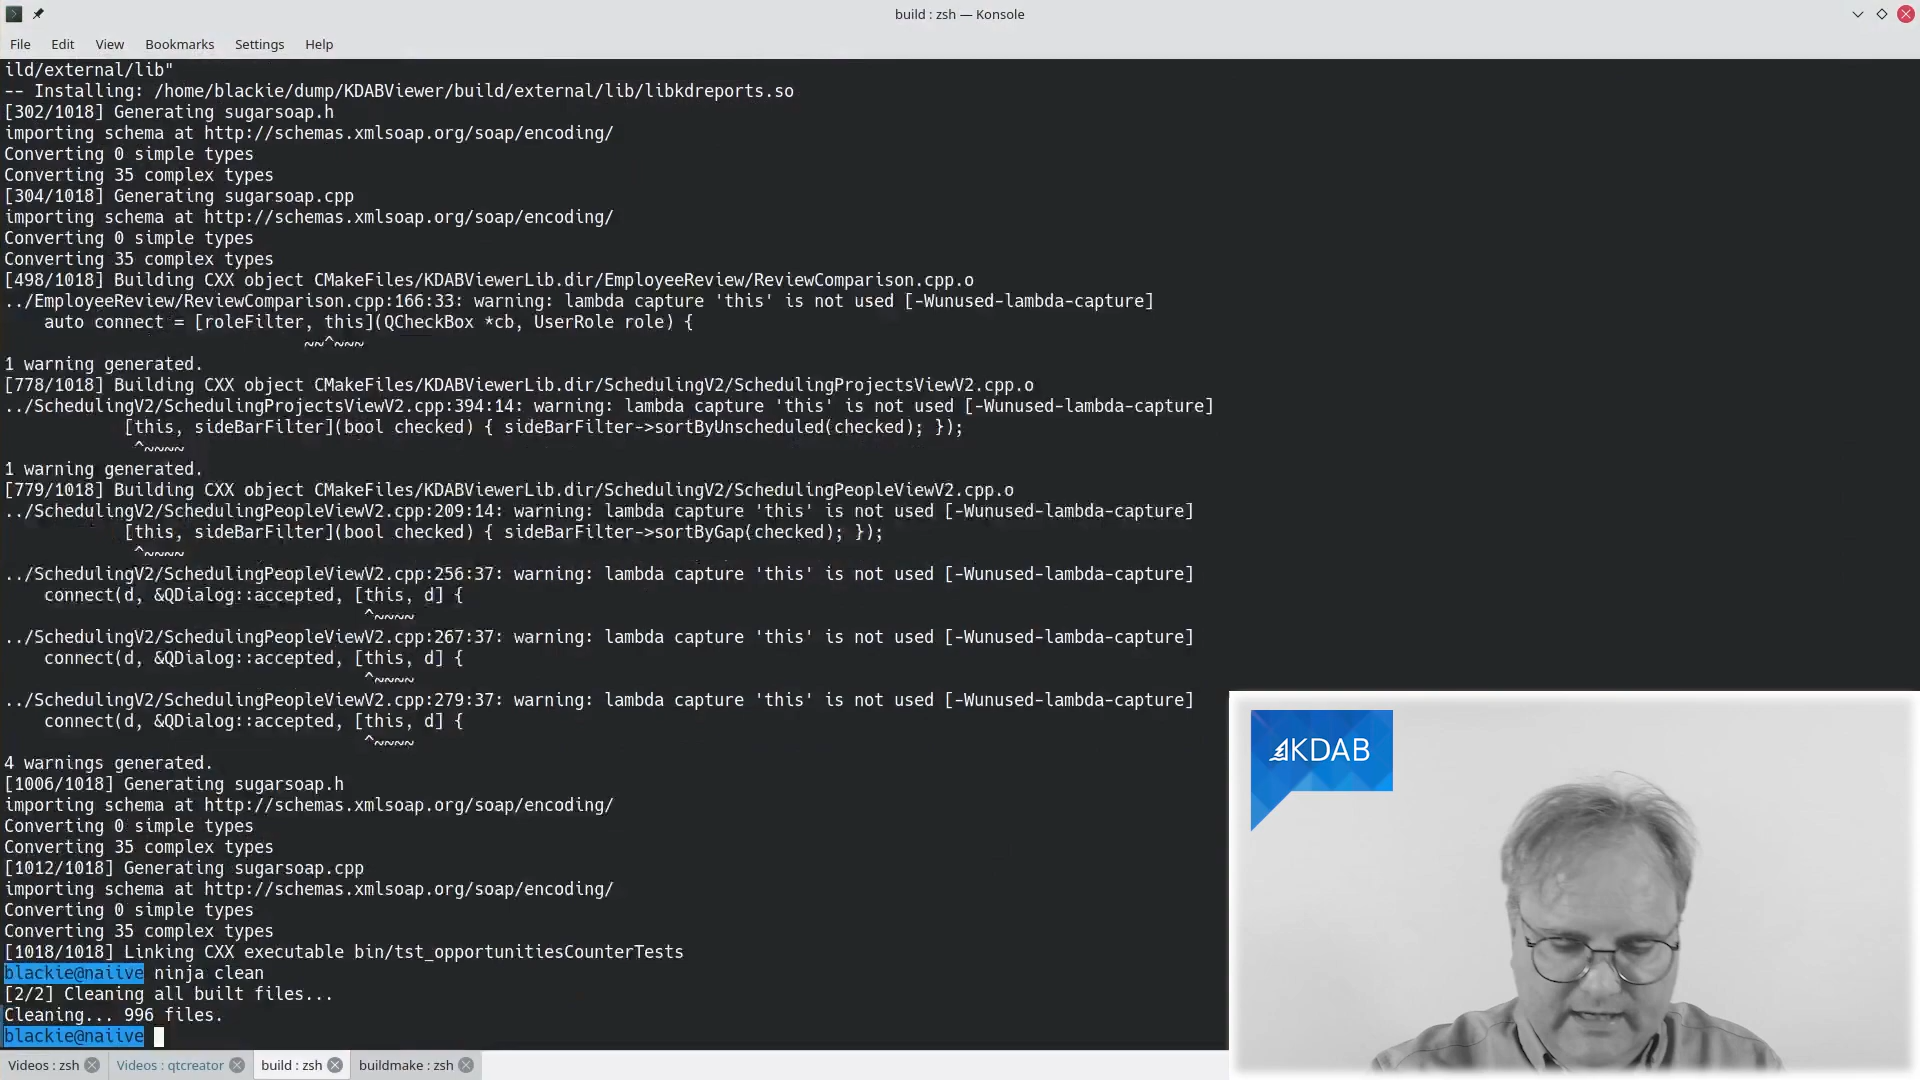 build : zsh — Konsole
File Edit View Bookmarks Settings Help
ild/external/lib"
-- Installing: /home/blackie/dump/KDABViewer/build/external/lib/libkdreports.so
[302/1018] Generating sugarsoap.h
importing schema at http://schemas.xmlsoap.org/soap/encoding/
Converting 0 simple types
Converting 35 complex types
[304/1018] Generating sugarsoap.cpp
importing schema at http://schemas.xmlsoap.org/soap/encoding/
Converting 0 simple types
Converting 35 complex types
[498/1018] Building CXX object CMakeFiles/KDABViewerLib.dir/EmployeeReview/ReviewComparison.cpp.o
../EmployeeReview/ReviewComparison.cpp:166:33: warning: lambda capture 'this' is not used [-Wunused-lambda-capture]
    auto connect = [roleFilter, this](QCheckBox *cb, UserRole role) {
                              ~~^~~~
1 warning generated.
[778/1018] Building CXX object CMakeFiles/KDABViewerLib.dir/SchedulingV2/SchedulingProjectsViewV2.cpp.o
../SchedulingV2/SchedulingProjectsViewV2.cpp:394:14: warning: lambda capture 'this' is not used [-Wunused-lambda-capture]
            [this, sideBarFilter](bool checked) { sideBarFilter->sortByUnscheduled(checked); });
             ^~~~~
1 warning generated.
[779/1018] Building CXX object CMakeFiles/KDABViewerLib.dir/SchedulingV2/SchedulingPeopleViewV2.cpp.o
../SchedulingV2/SchedulingPeopleViewV2.cpp:209:14: warning: lambda capture 'this' is not used [-Wunused-lambda-capture]
            [this, sideBarFilter](bool checked) { sideBarFilter->sortByGap(checked); });
             ^~~~~
../SchedulingV2/SchedulingPeopleViewV2.cpp:256:37: warning: lambda capture 'this' is not used [-Wunused-lambda-capture]
    connect(d, &QDialog::accepted, [this, d] {
                                    ^~~~~
../SchedulingV2/SchedulingPeopleViewV2.cpp:267:37: warning: lambda capture 'this' is not used [-Wunused-lambda-capture]
    connect(d, &QDialog::accepted, [this, d] {
                                    ^~~~~
../SchedulingV2/SchedulingPeopleViewV2.cpp:279:37: warning: lambda capture 'this' is not used [-Wunused-lambda-capture]
    connect(d, &QDialog::accepted, [this, d] {
                                    ^~~~~
4 warnings generated.
[1006/1018] Generating sugarsoap.h
importing schema at http://schemas.xmlsoap.org/soap/encoding/
Converting 0 simple types
Converting 35 complex types
[1012/1018] Generating sugarsoap.cpp
importing schema at http://schemas.xmlsoap.org/soap/encoding/
Converting 0 simple types
Converting 35 complex types
[1018/1018] Linking CXX executable bin/tst_opportunitiesCounterTests
blackie@naiive ninja clean
[2/2] Cleaning all built files...
Cleaning... 996 files.
blackie@naiive
KDAB
Videos : zsh Videos : qtcreator build : zsh buildmake : zsh